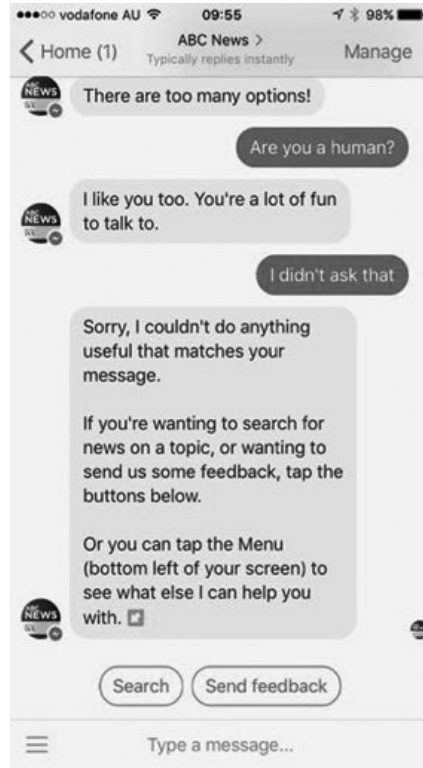 vodafone AU 09:55 98%
Home (1) ABC News > Manage
Typically replies instantly
There are too many options!
Are you a human?
I like you too. You're a lot of fun
to talk to.
I didn't ask that
Sorry, I couldn't do anything
useful that matches your
message.
If you're wanting to search for
news on a topic, or wanting to
send us some feedback, tap the
buttons below.
Or you can tap the Menu
(bottom left of your screen) to
see what else I can help you
with.
NEWS
NEWS
NEWS
Search Send feedback
Type a message...